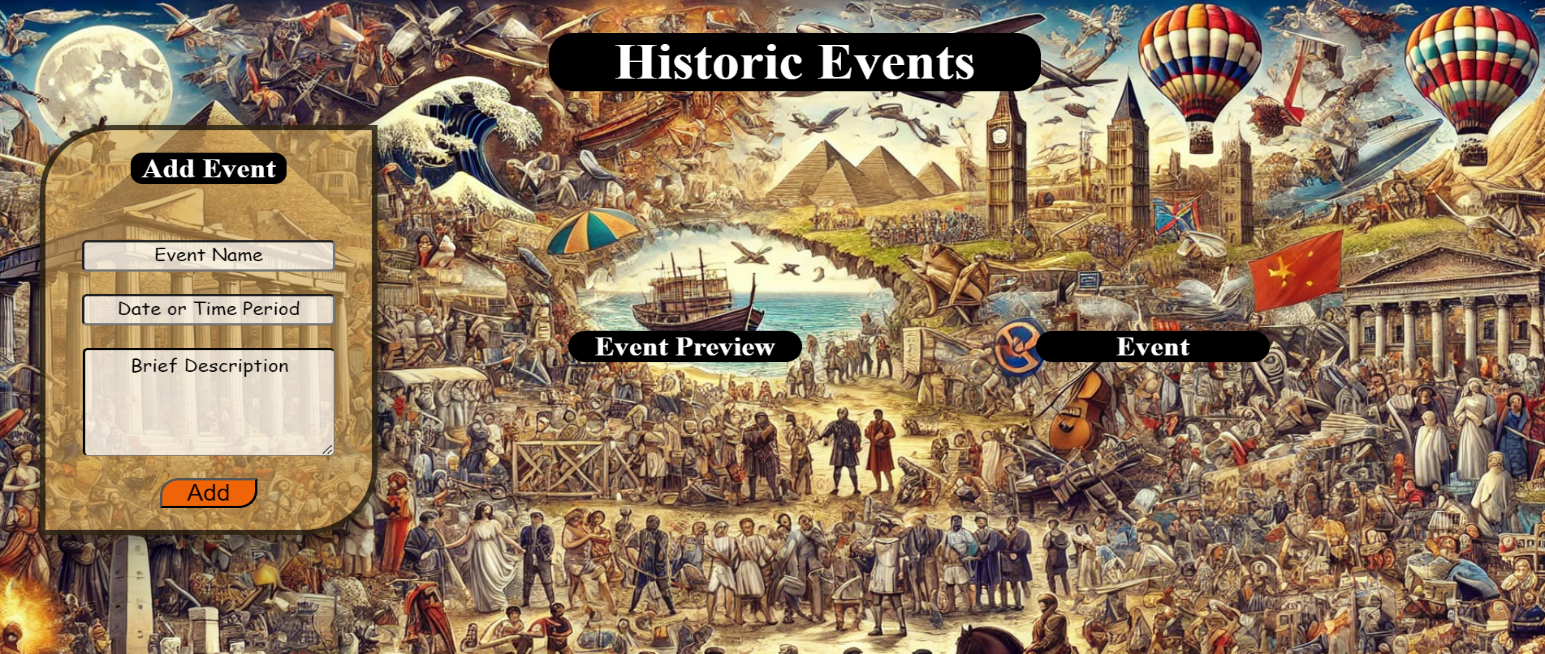 Historic Events
Add Event
Event Name
Date or Time Period
Brief Description
Add
Event Preview
Event